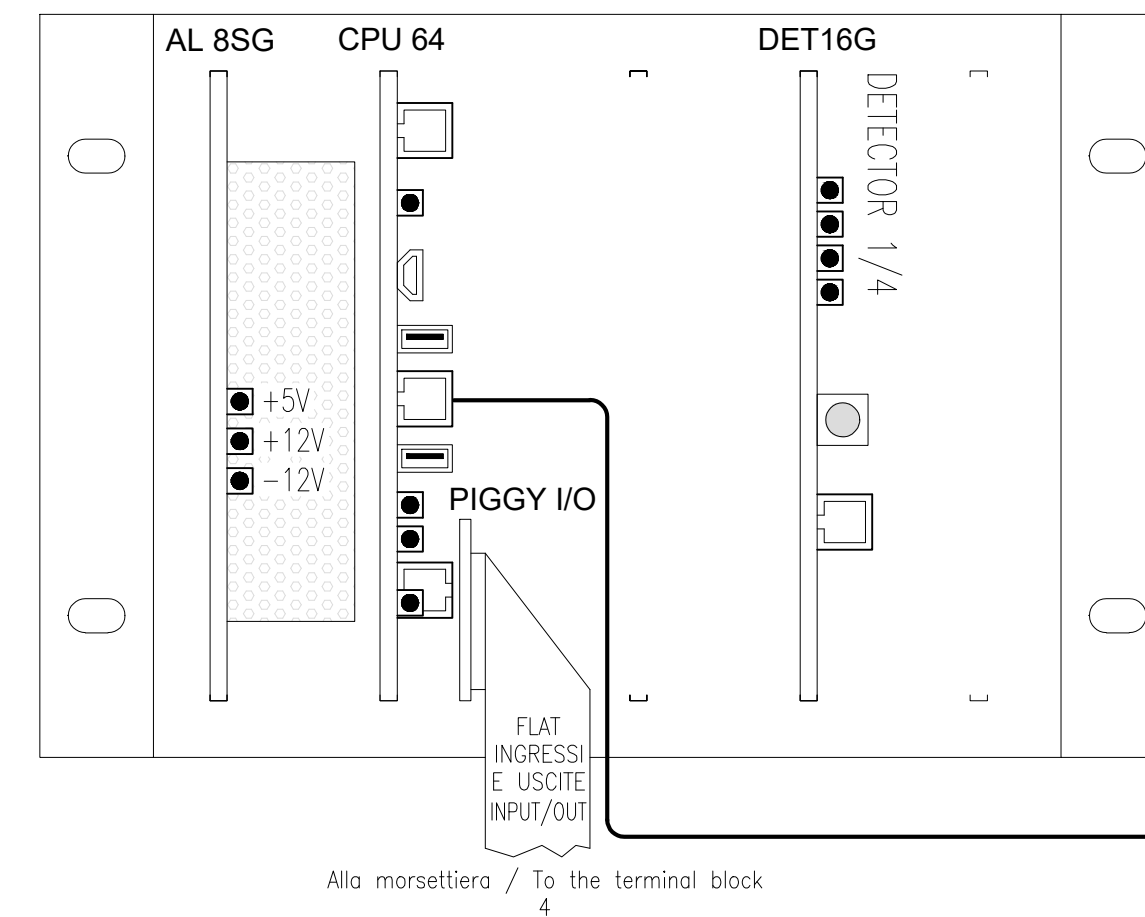 AL 8SG
CPU 64
DET16G
DETECTOR 1/4
+5V
+12V
-12V
PIGGY I/O
FLAT
INGRESSI
E USCITE
INPUT/OUT
Alla morsettiera / To the terminal block
4